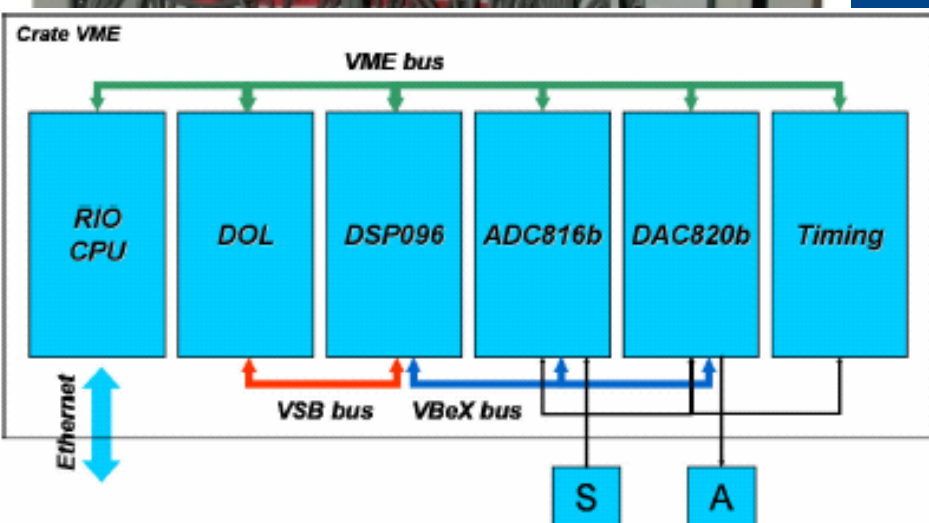 Crate VME
VME bus
RIO
CPU
DOL
DSP096
ADC816b
DAC820b
Timing
VSB bus
VBeX bus
Ethernet
S
A